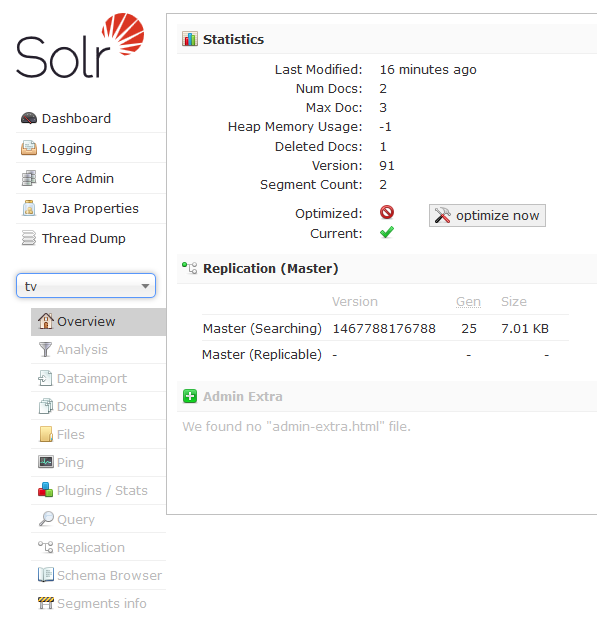 Solr
Dashboard
Logging
Core Admin
Java Properties
Thread Dump
tv
Overview
Analysis
Dataimport
Documents
Files
Ping
Plugins / Stats
Query
Replication
Schema Browser
Segments info
Statistics
Last Modified: 16 minutes ago
Num Docs: 2
Max Doc: 3
Heap Memory Usage: -1
Deleted Docs: 1
Version: 91
Segment Count: 2
Optimized: optimize now
Current:
Replication (Master)
Version Gen Size
Master (Searching) 1467788176788 25 7.01 KB
Master (Replicable) - - -
Admin Extra
We found no "admin-extra.html" file.